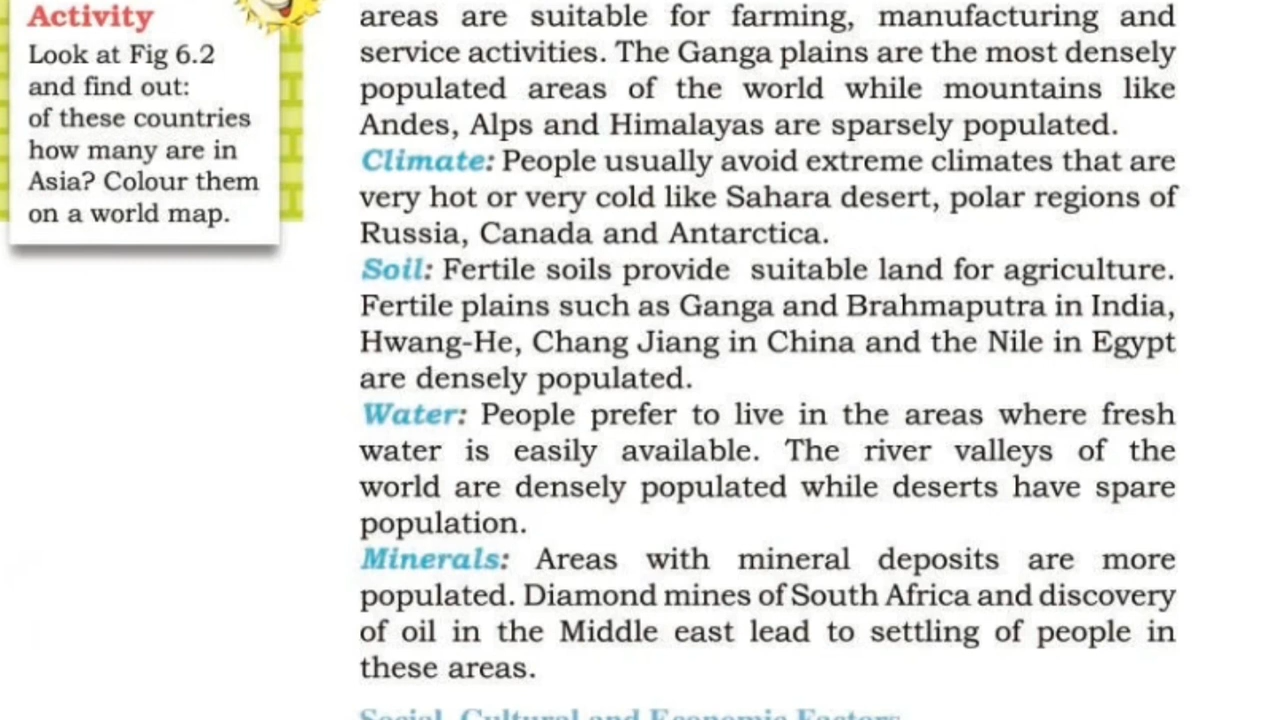 Activity
Look at Fig 6.2
and find out:
of these countries
how many are in
Asia? Colour them
on a world map.
areas are suitable for farming, manufacturing and
service activities. The Ganga plains are the most densely
populated areas of the world while mountains like
Andes, Alps and Himalayas are sparsely populated.
Climate: People usually avoid extreme climates that are
very hot or very cold like Sahara desert, polar regions of
Russia, Canada and Antarctica.
Soil: Fertile soils provide suitable land for agriculture.
Fertile plains such as Ganga and Brahmaputra in India,
Hwang-He, Chang Jiang in China and the Nile in Egypt
are densely populated.
Water: People prefer to live in the areas where fresh
water is easily available. The river valleys of the
world are densely populated while deserts have spare
population.
Minerals: Areas with mineral deposits are more
populated. Diamond mines of South Africa and discovery
of oil in the Middle east lead to settling of people in
these areas.
Social, Cultural and Economic Factors